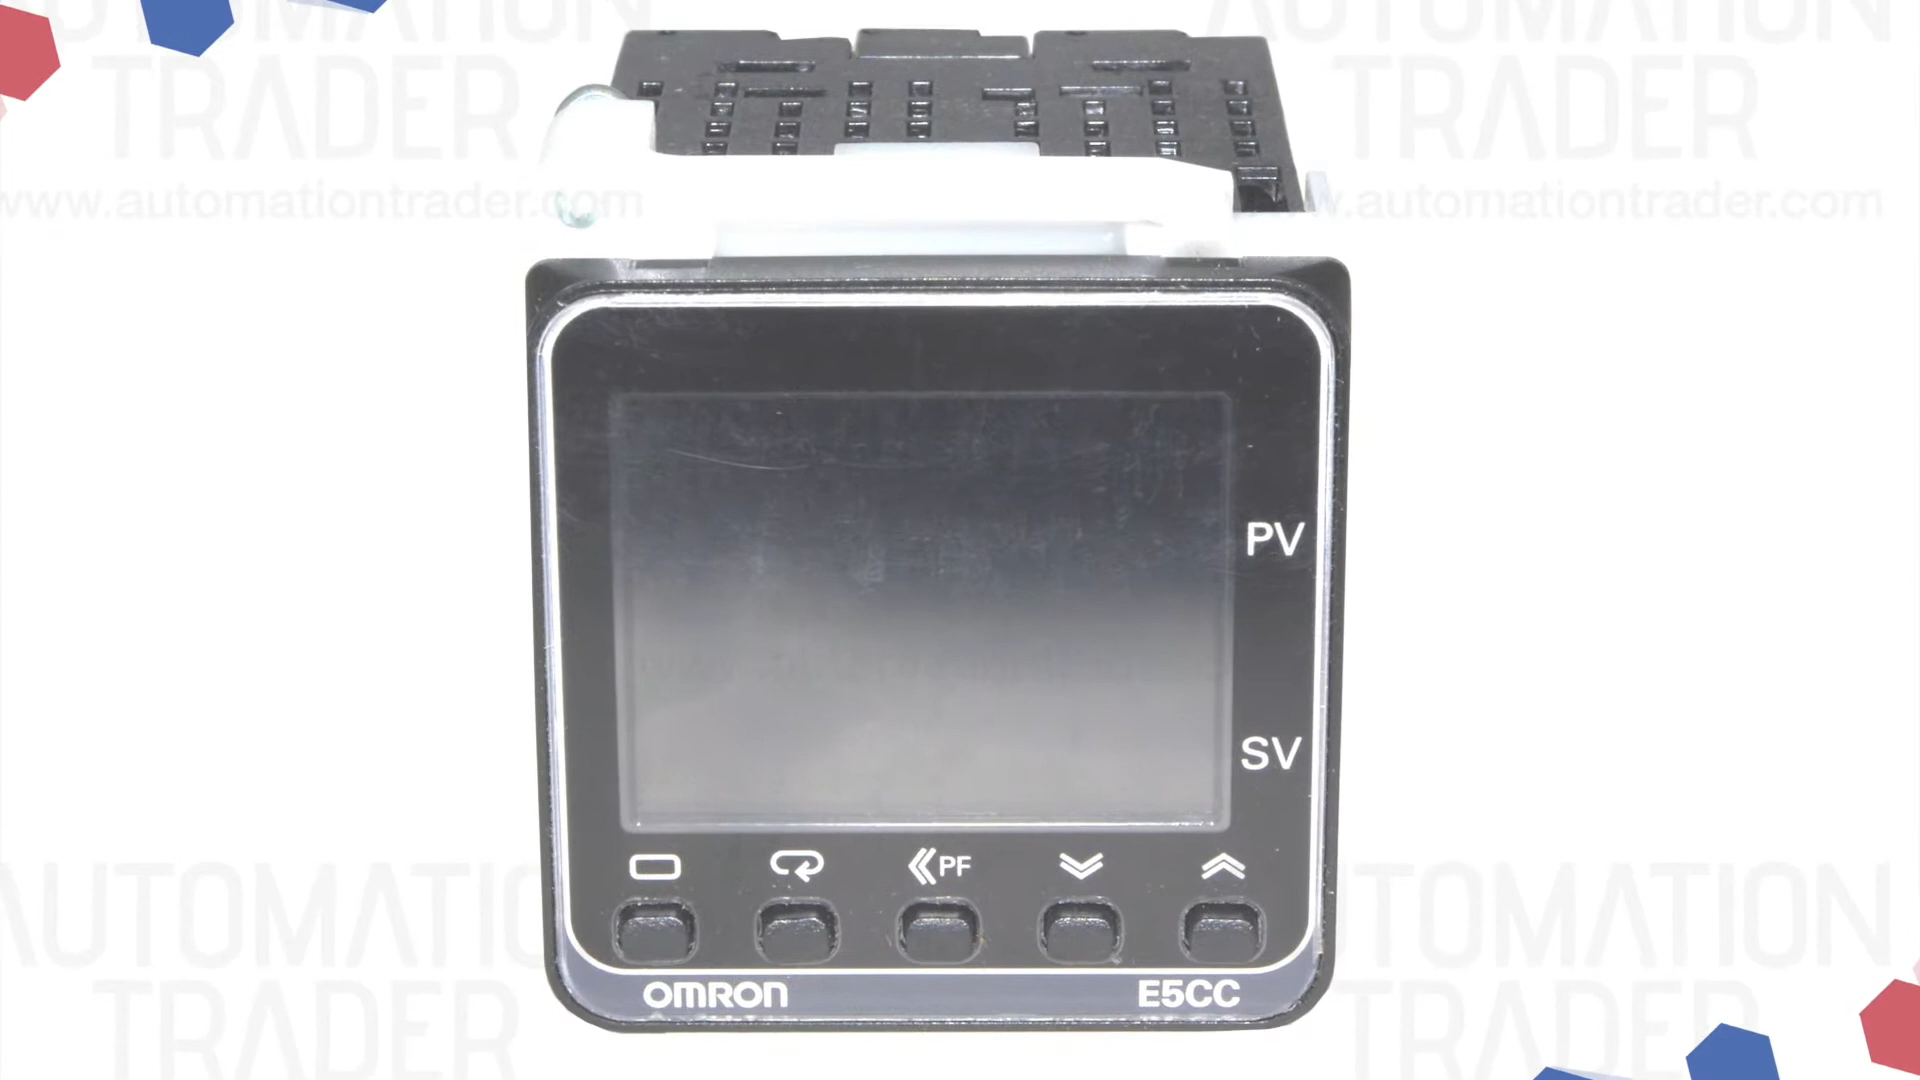 AUTOMATION
TRADER
www.automationtrader.com
AUTOMATION
TRADER
www.automationtrader.com
PV
SV
PF
OMRON
E5CC
AUTOMATION
TRADER
AUTOMATION
TRADER